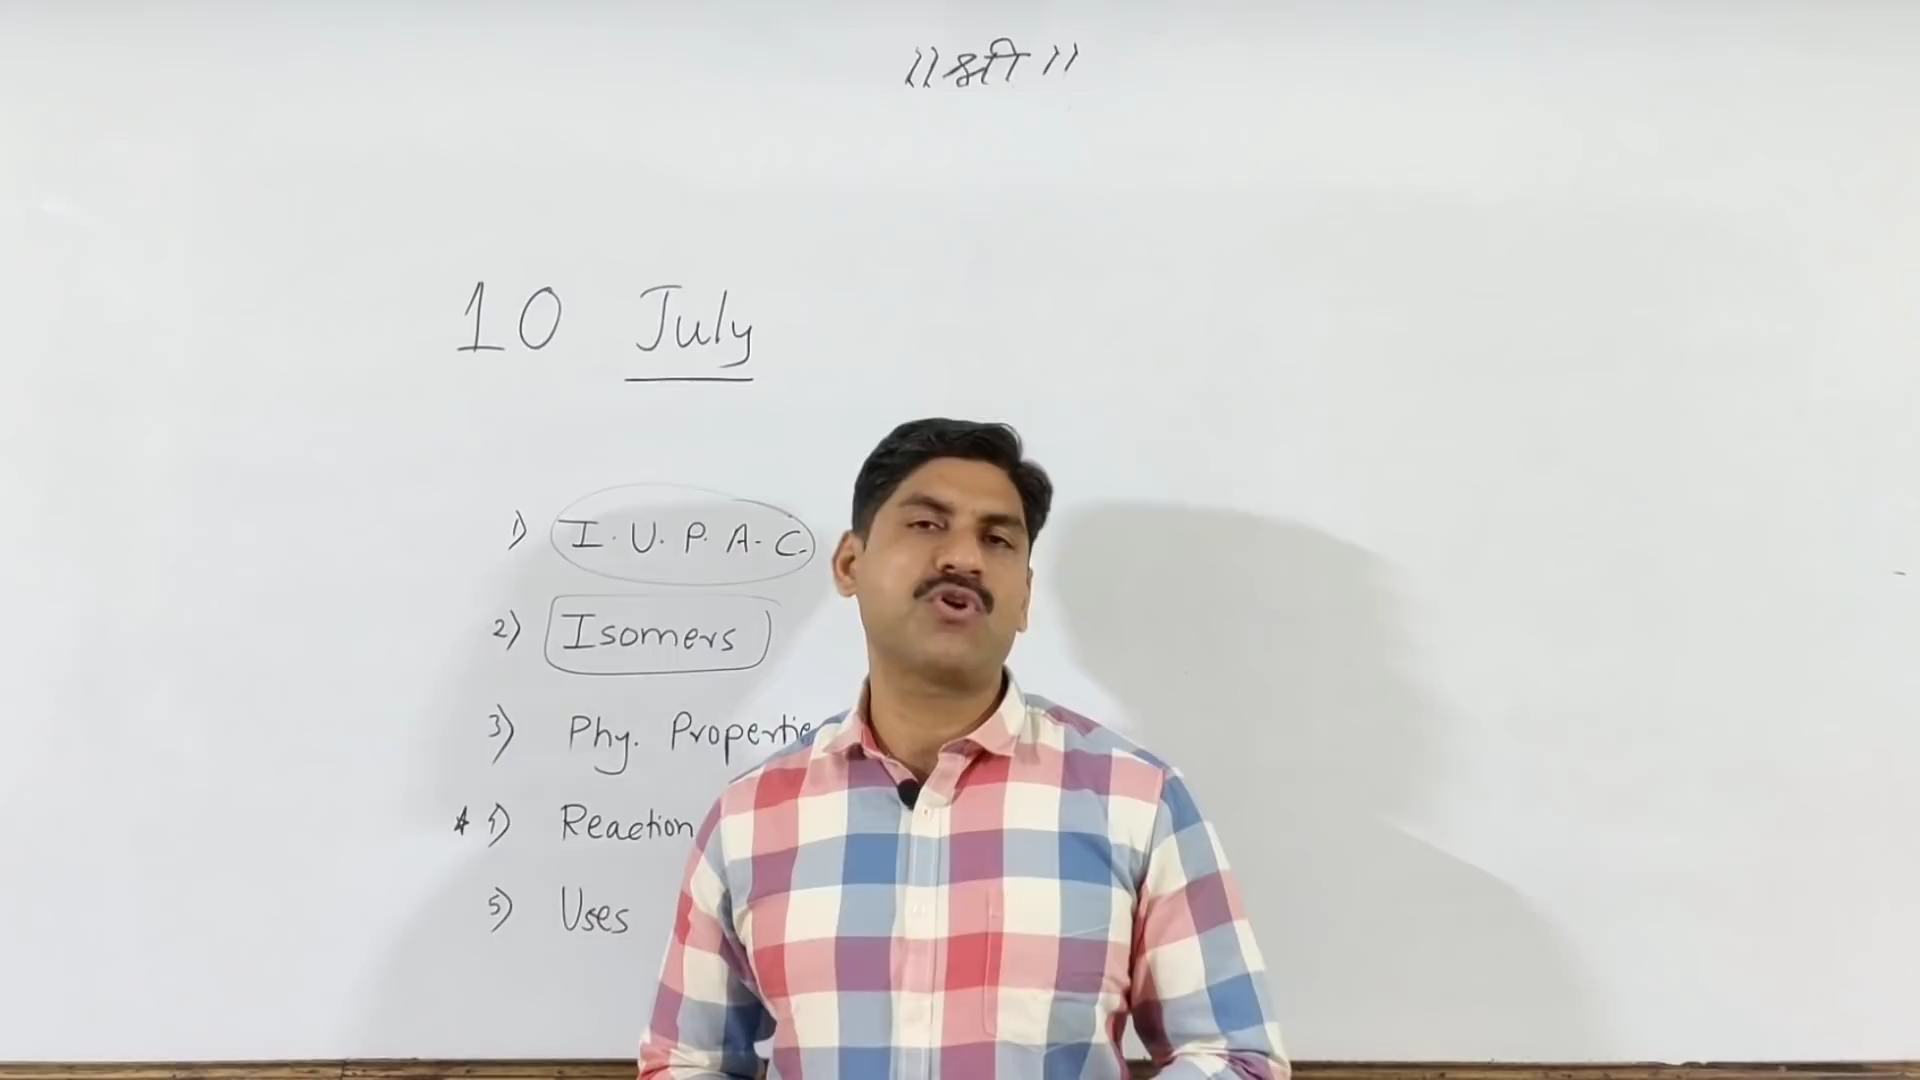 ॥ श्री ॥
10 July
1) I.U.P.A.C.
2) Isomers
3) Phy. Propertie
* 4) Reaction
5) Uses